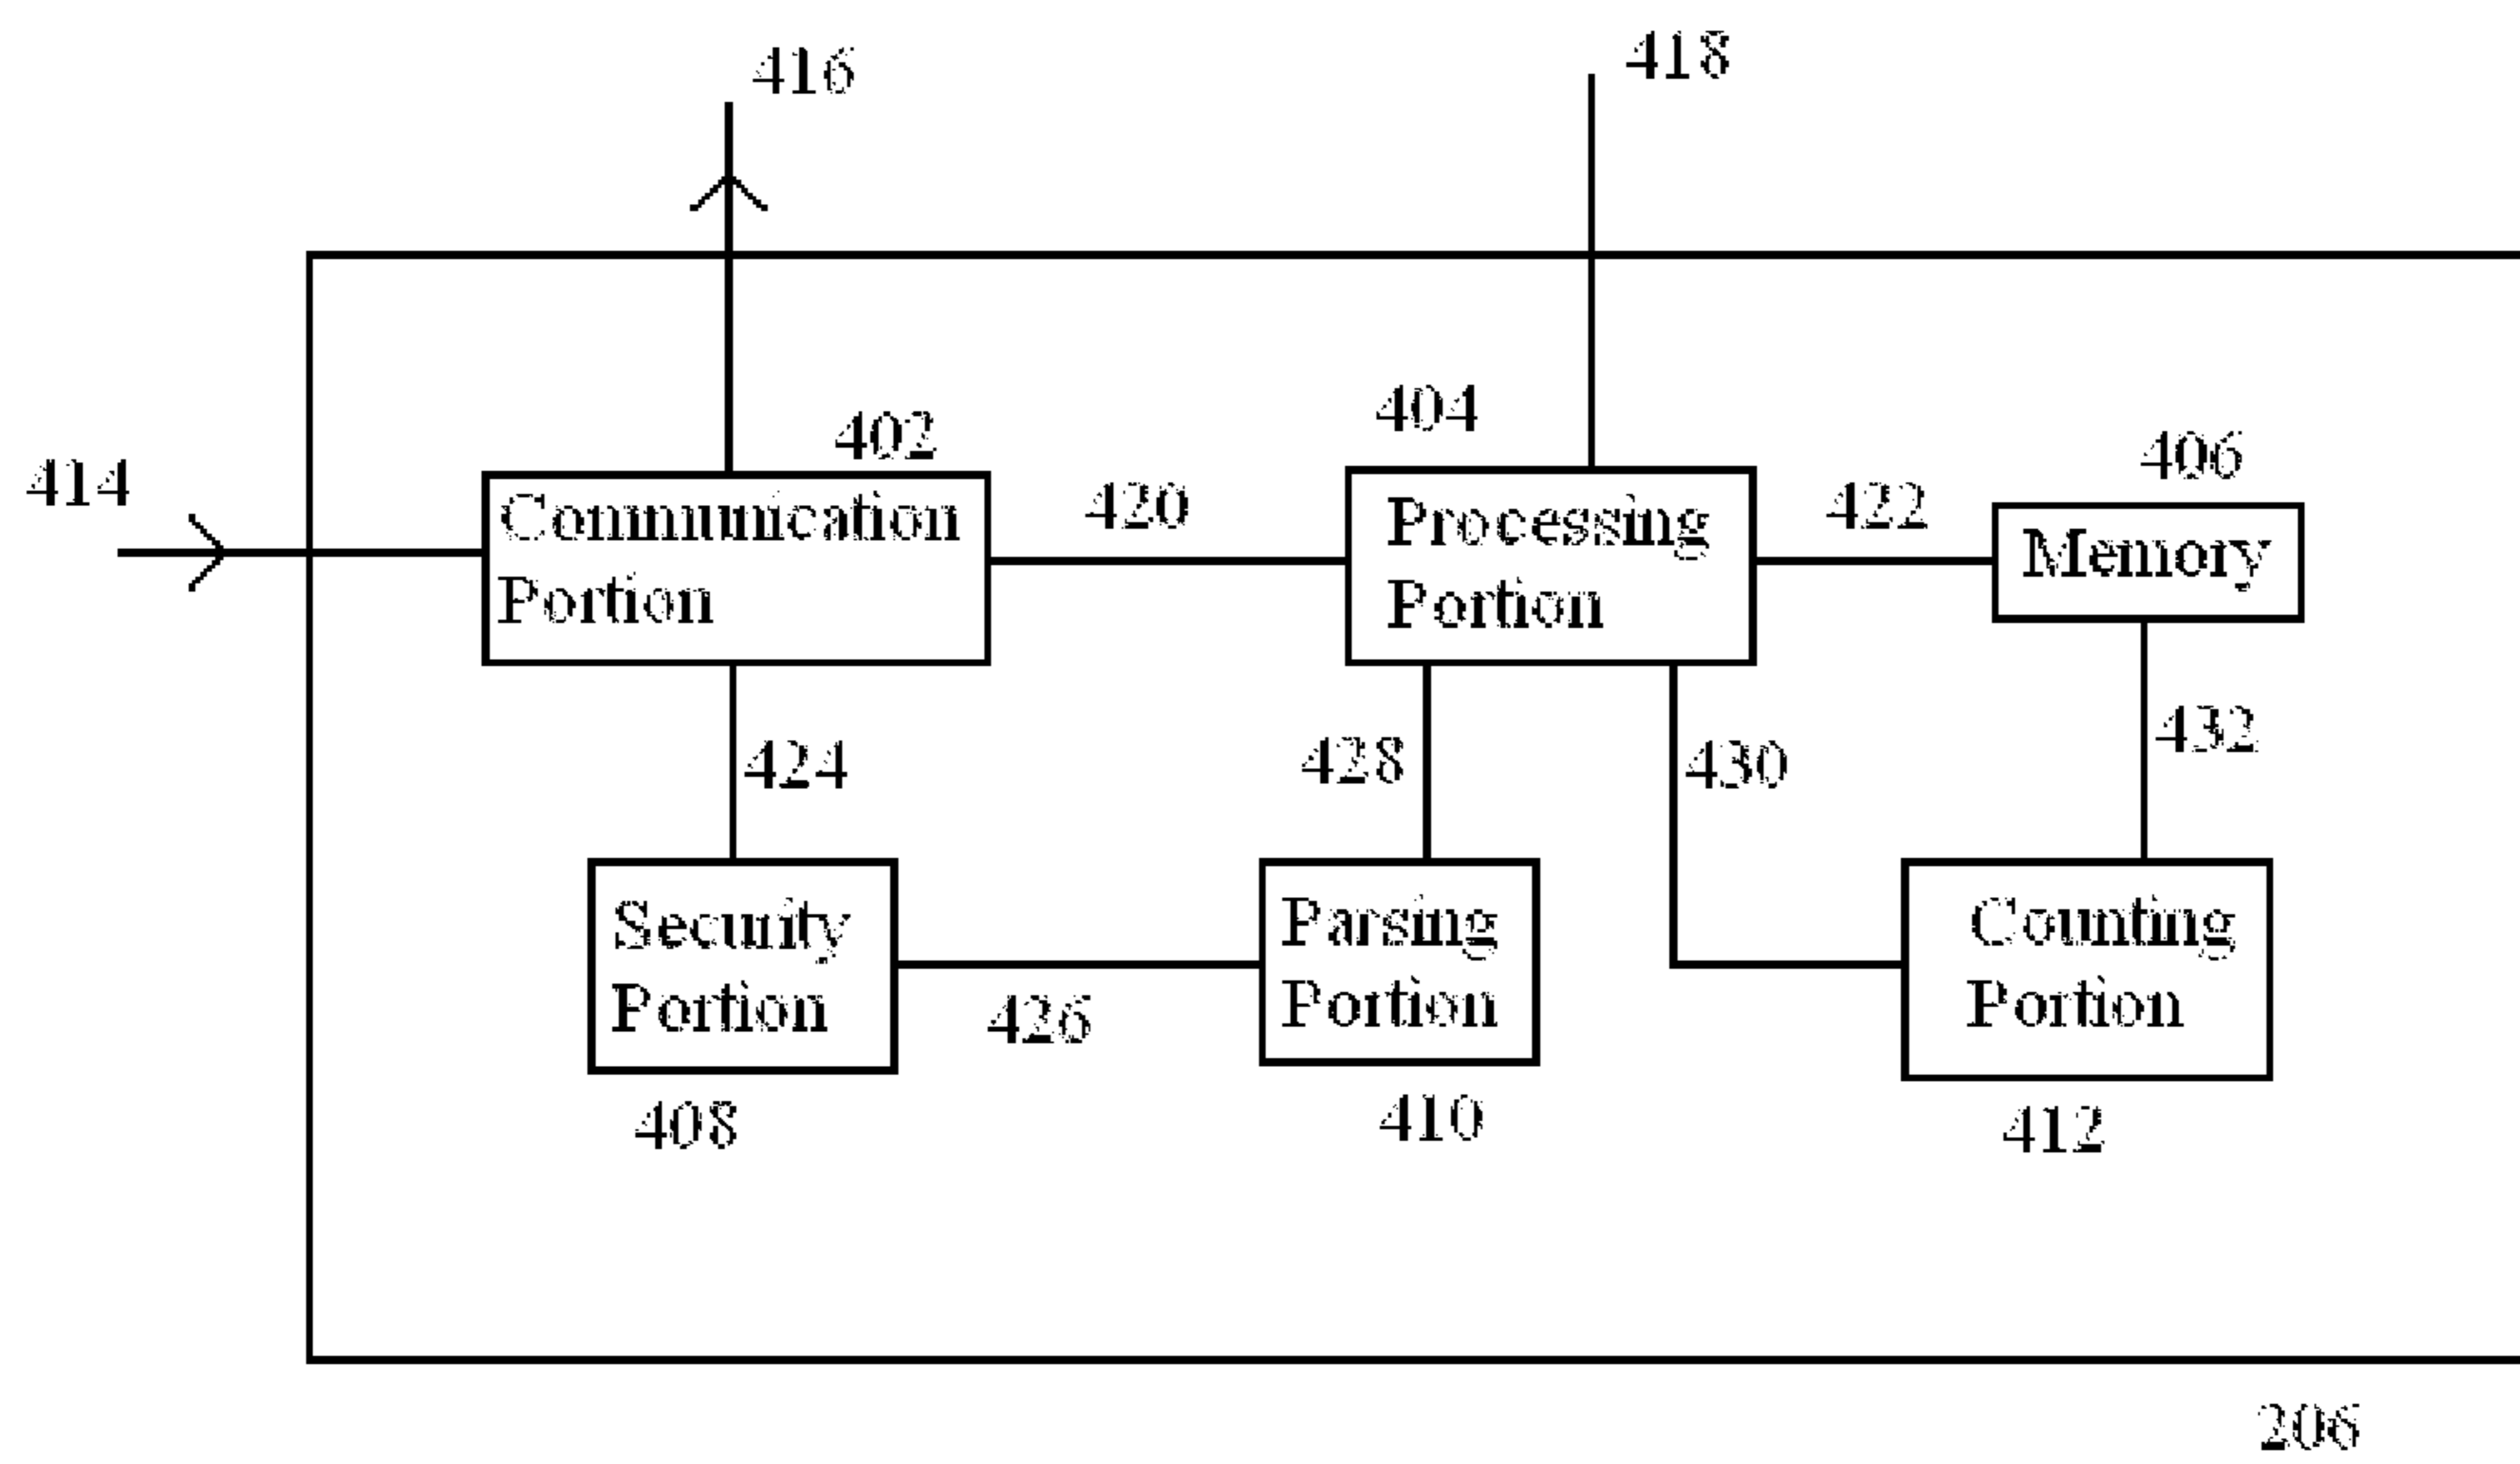 416
418
414
402
Communication
Portion
420
404
Processing
Portion
422
406
Memory
424
428
430
432
Security
Portion
408
426
Parsing
Portion
410
Counting
Portion
412
206